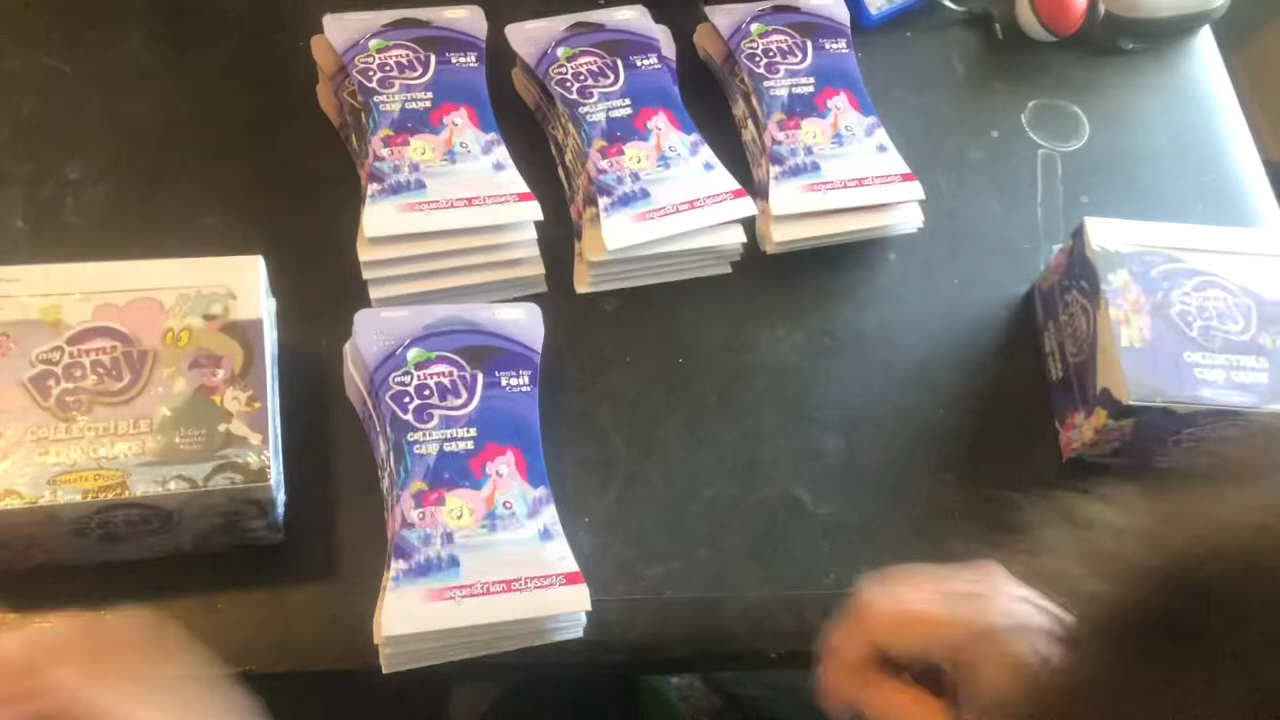 my LITTLE
PONY
COLLECTIBLE
CARD GAME
Look for
Foil
Cards
equestrian odysseys
my LITTLE
PONY
COLLECTIBLE
CARD GAME
Look for
Foil
Cards
equestrian odysseys
my LITTLE
PONY
COLLECTIBLE
CARD GAME
Look for
Foil
Cards
equestrian odysseys
my LITTLE
PONY
COLLECTIBLE
CARD GAME
ABSOLUTE
my LITTLE
PONY
COLLECTIBLE
CARD GAME
my LITTLE
PONY
COLLECTIBLE
CARD GAME
Look for
Foil
Cards
equestrian odysseys